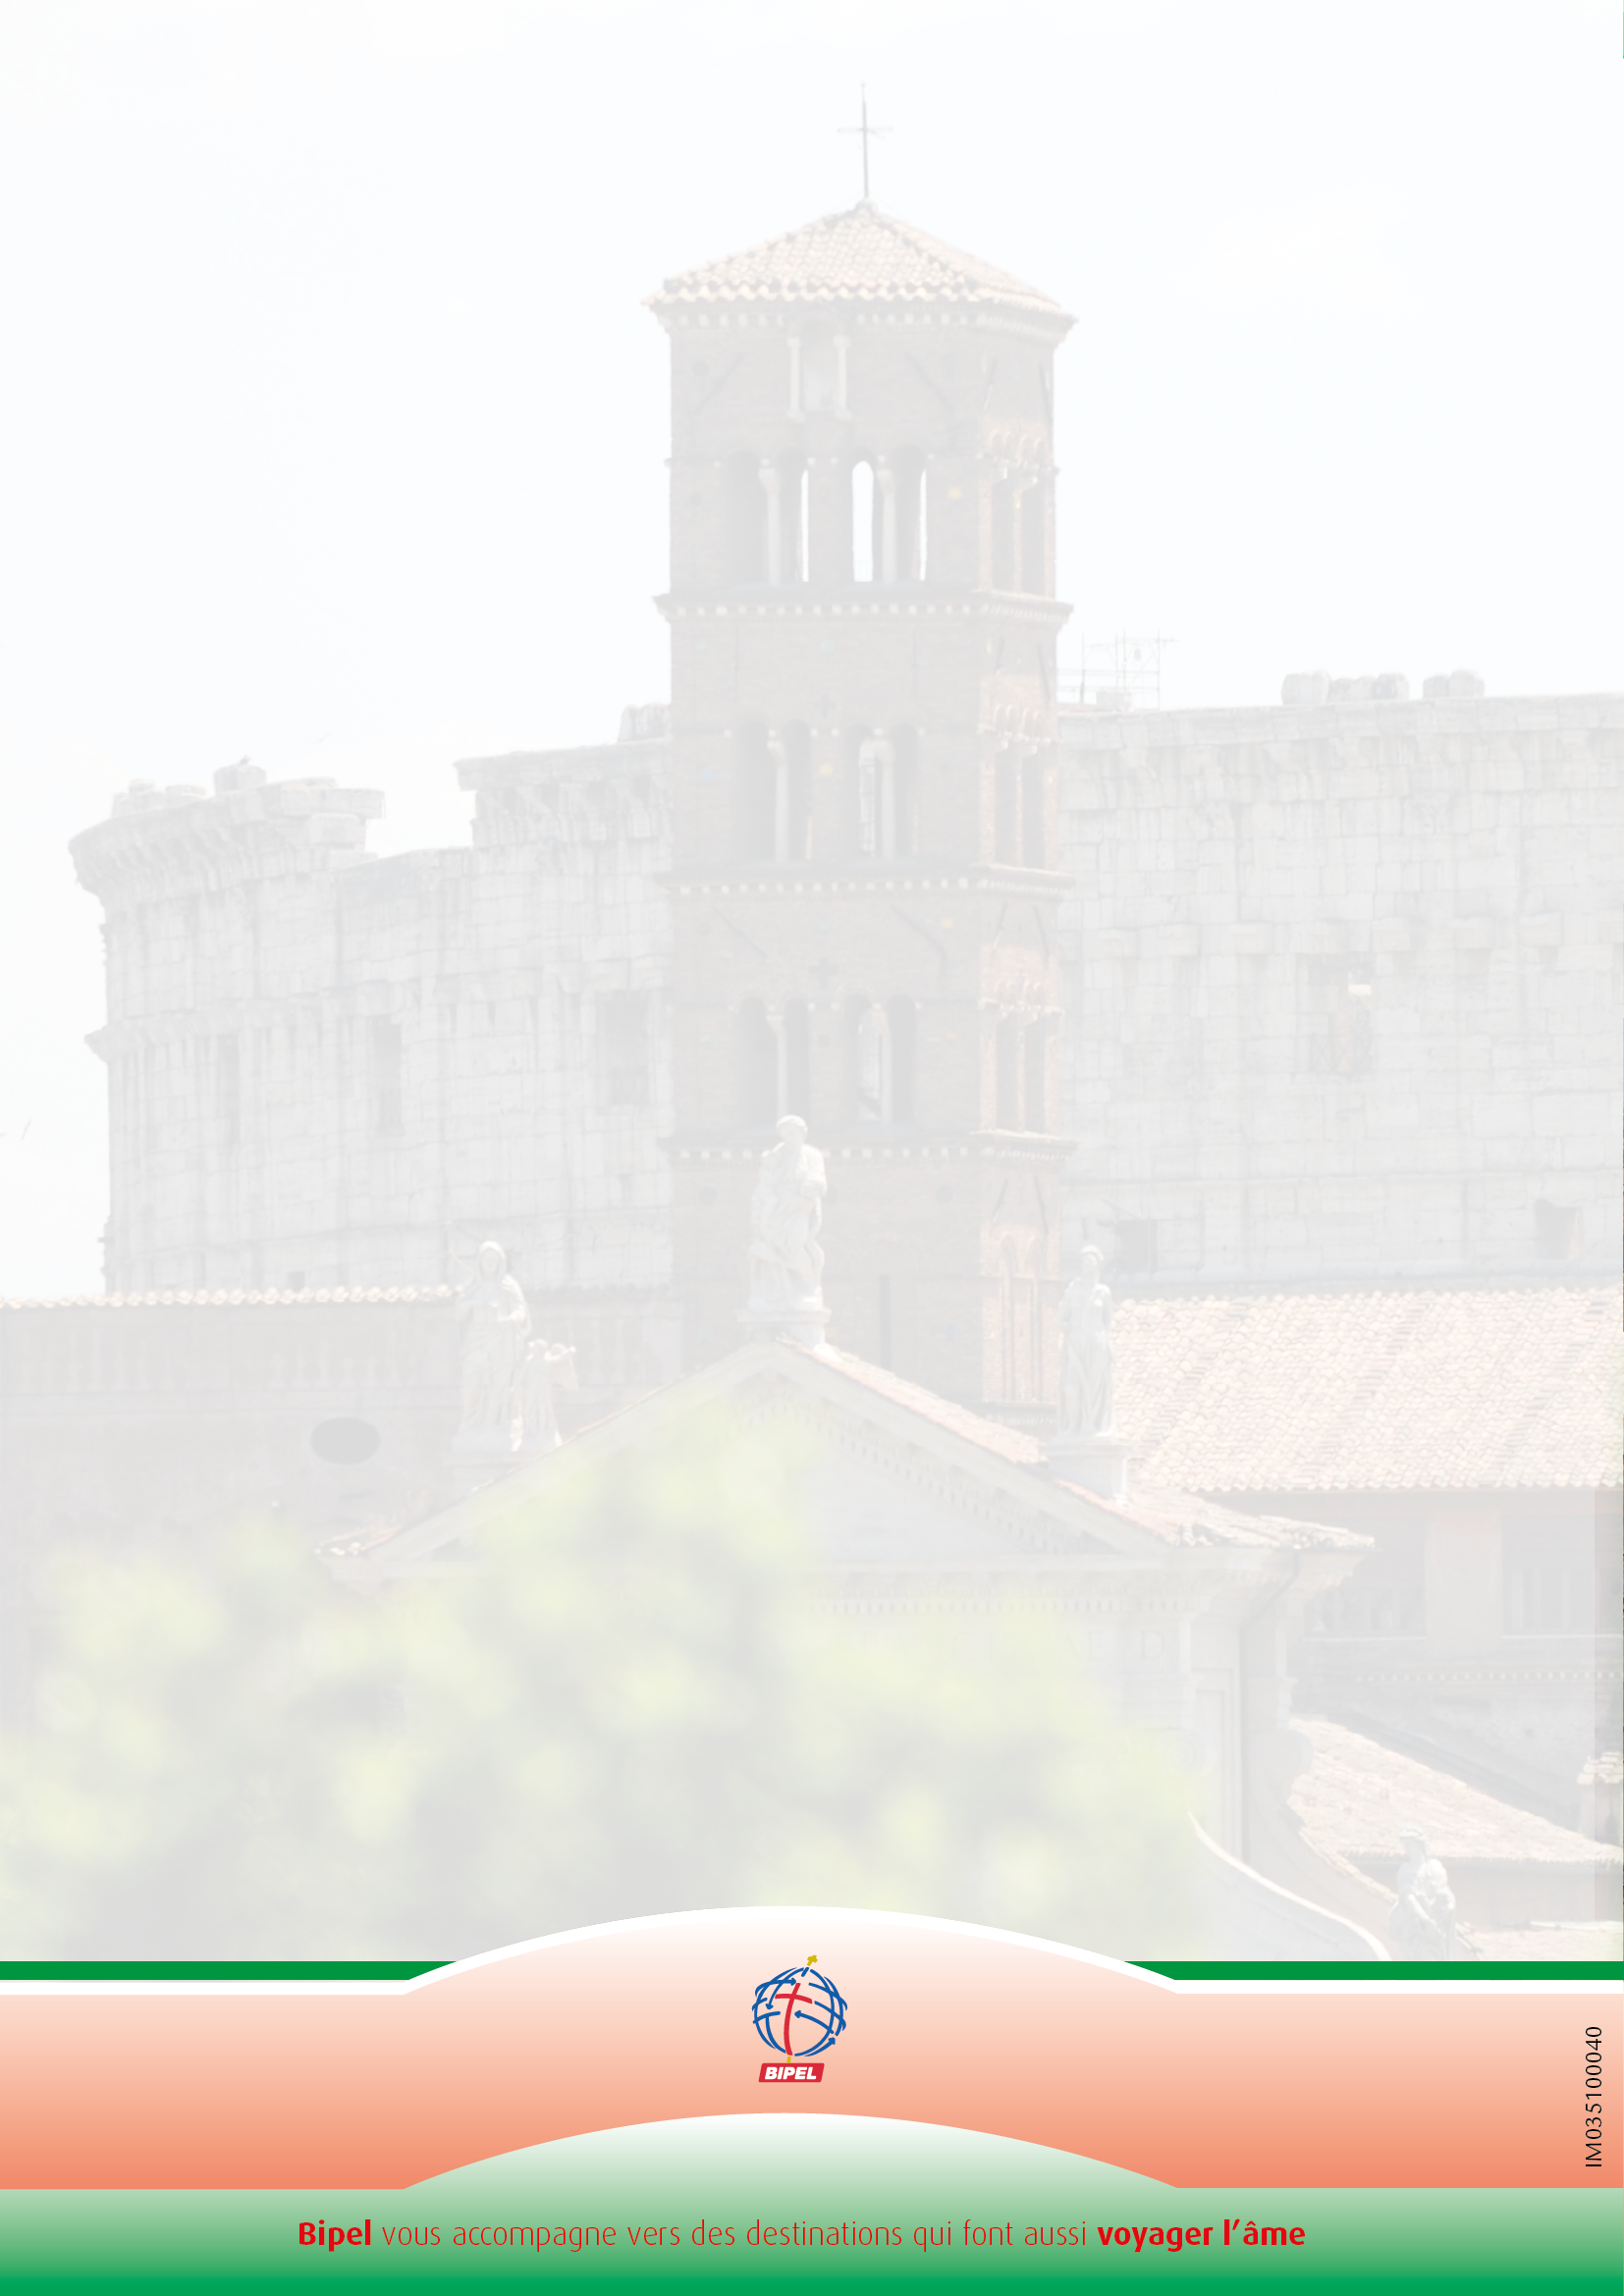 BIPEL
IM035100040
Bipel vous accompagne vers des destinations qui font aussi voyager l’âme